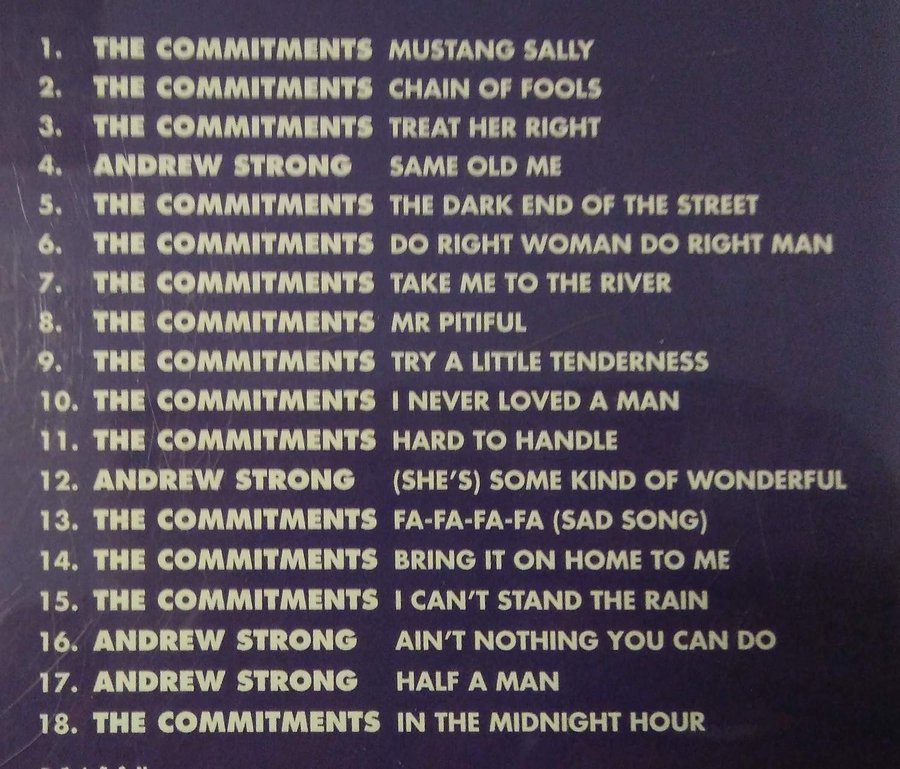 1. THE COMMITMENTS MUSTANG SALLY
2. THE COMMITMENTS CHAIN OF FOOLS
3. THE COMMITMENTS TREAT HER RIGHT
4. ANDREW STRONG SAME OLD ME
5. THE COMMITMENTS THE DARK END OF THE STREET
6. THE COMMITMENTS DO RIGHT WOMAN DO RIGHT MAN
7. THE COMMITMENTS TAKE ME TO THE RIVER
8. THE COMMITMENTS MR PITIFUL
9. THE COMMITMENTS TRY A LITTLE TENDERNESS
10. THE COMMITMENTS I NEVER LOVED A MAN
11. THE COMMITMENTS HARD TO HANDLE
12. ANDREW STRONG (SHE'S) SOME KIND OF WONDERFUL
13. THE COMMITMENTS FA-FA-FA-FA (SAD SONG)
14. THE COMMITMENTS BRING IT ON HOME TO ME
15. THE COMMITMENTS I CAN'T STAND THE RAIN
16. ANDREW STRONG AIN'T NOTHING YOU CAN DO
17. ANDREW STRONG HALF A MAN
18. THE COMMITMENTS IN THE MIDNIGHT HOUR